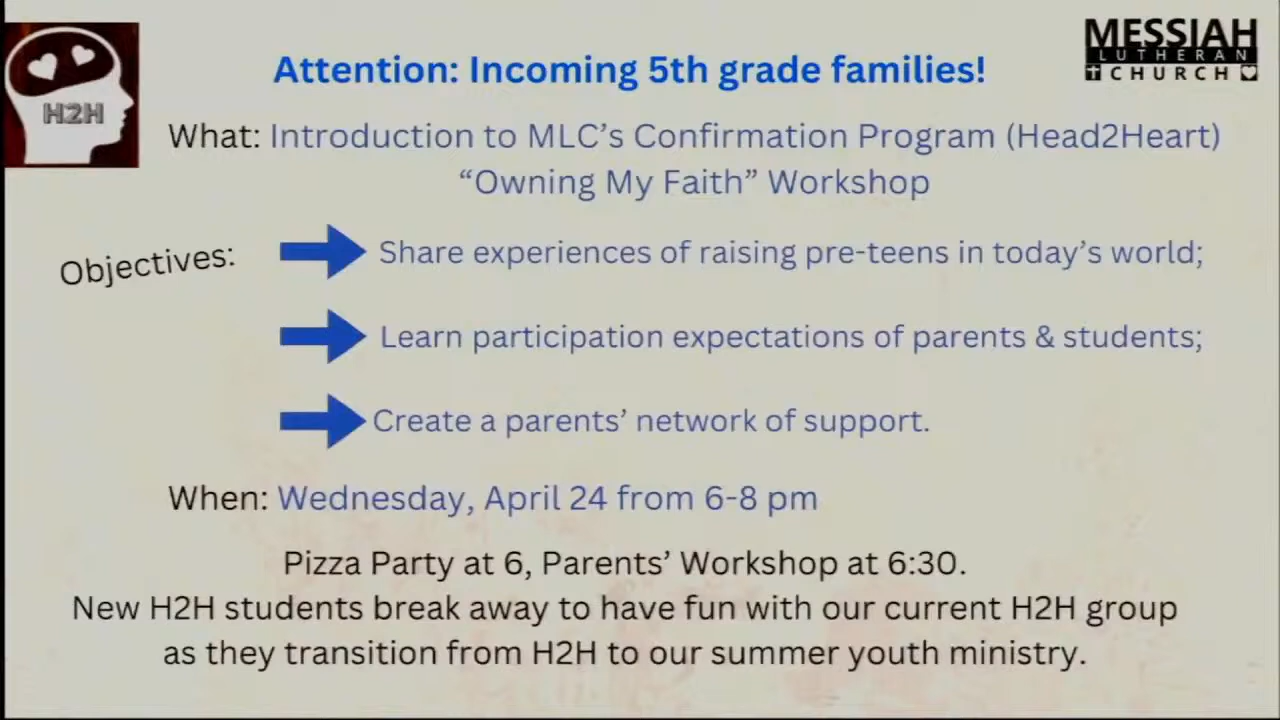 H2H
MESSIAH
LUTHERAN
CHURCH
Attention: Incoming 5th grade families!
What: Introduction to MLC’s Confirmation Program (Head2Heart)
“Owning My Faith” Workshop
Objectives:
Share experiences of raising pre-teens in today’s world;
Learn participation expectations of parents & students;
Create a parents’ network of support.
When: Wednesday, April 24 from 6-8 pm
Pizza Party at 6, Parents’ Workshop at 6:30.
New H2H students break away to have fun with our current H2H group
as they transition from H2H to our summer youth ministry.